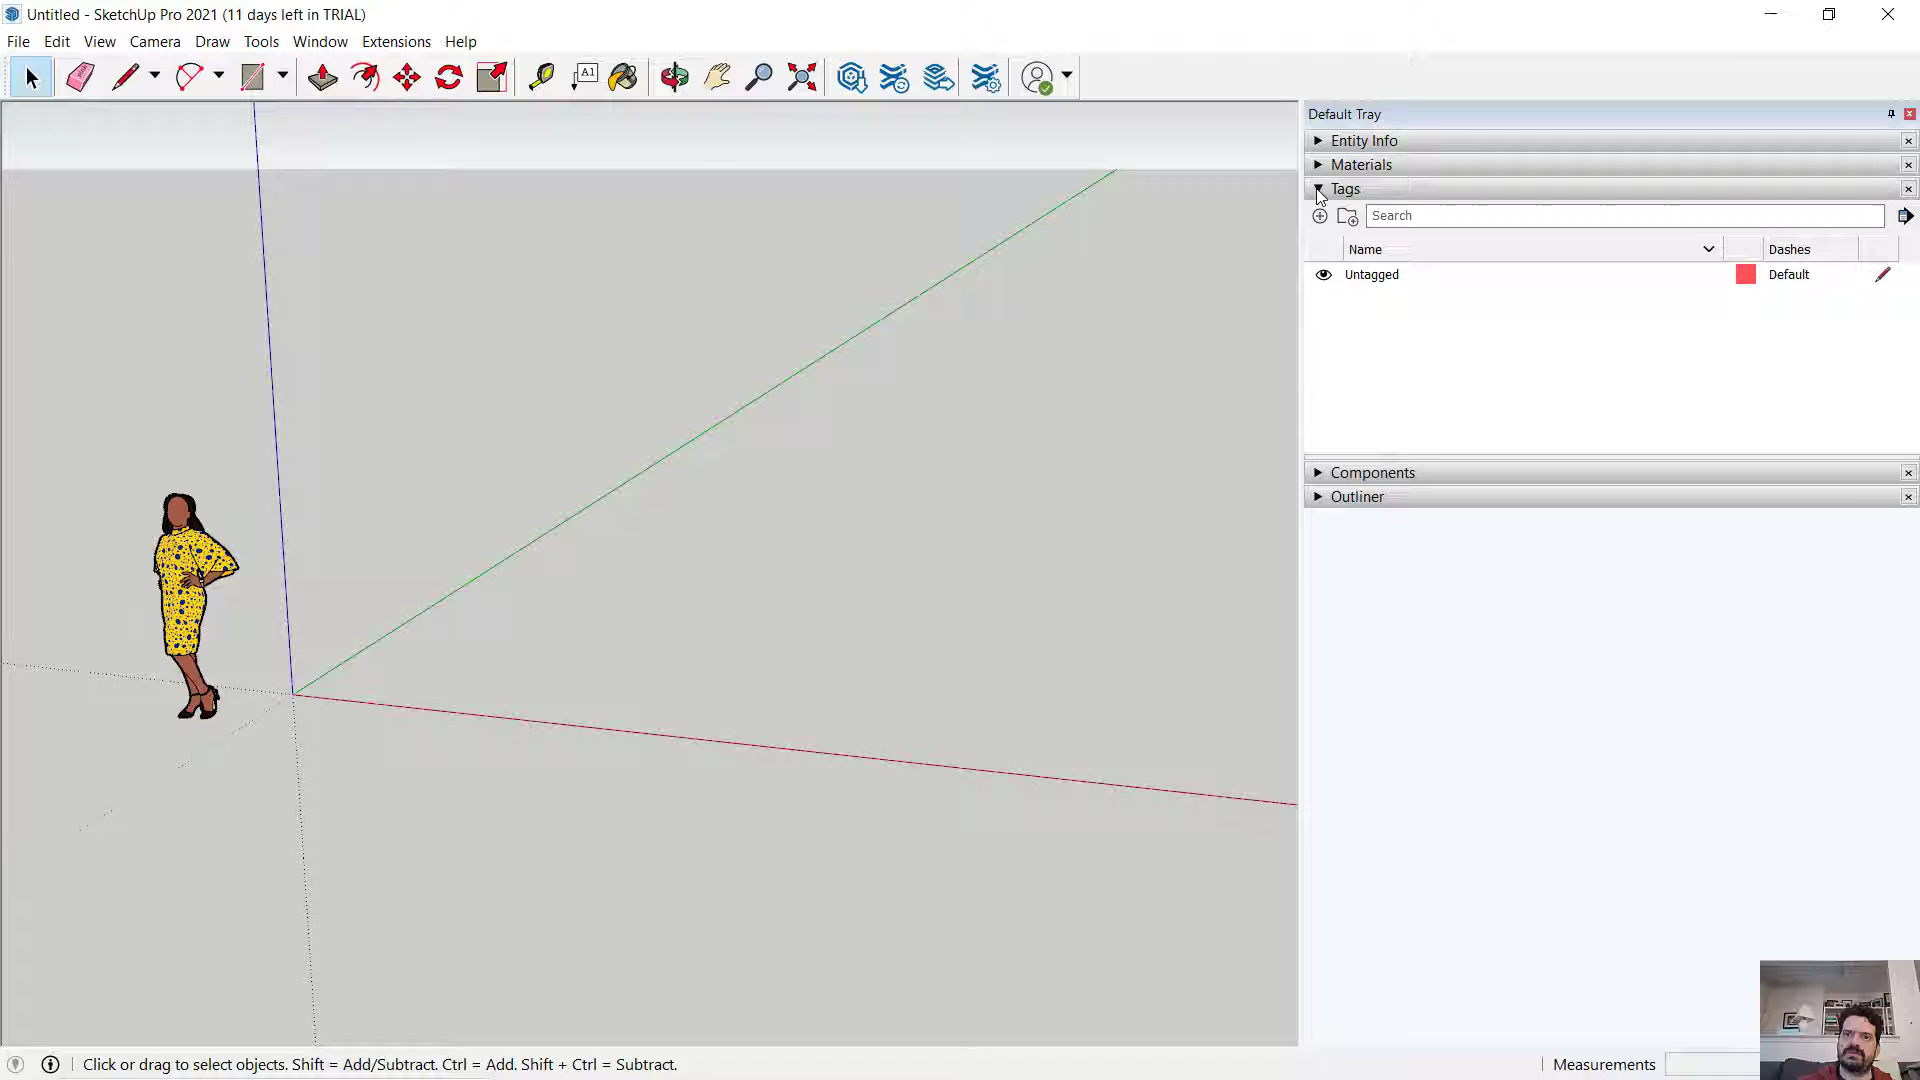 Untitled - SketchUp Pro 2021 (11 days left in TRIAL)
File Edit View Camera Draw Tools Window Extensions Help
A1
Default Tray
Entity Info
Materials
Tags
Search
Name Dashes
Untagged Default
Components
Outliner
Click or drag to select objects. Shift = Add/Subtract. Ctrl = Add. Shift + Ctrl = Subtract.
Measurements